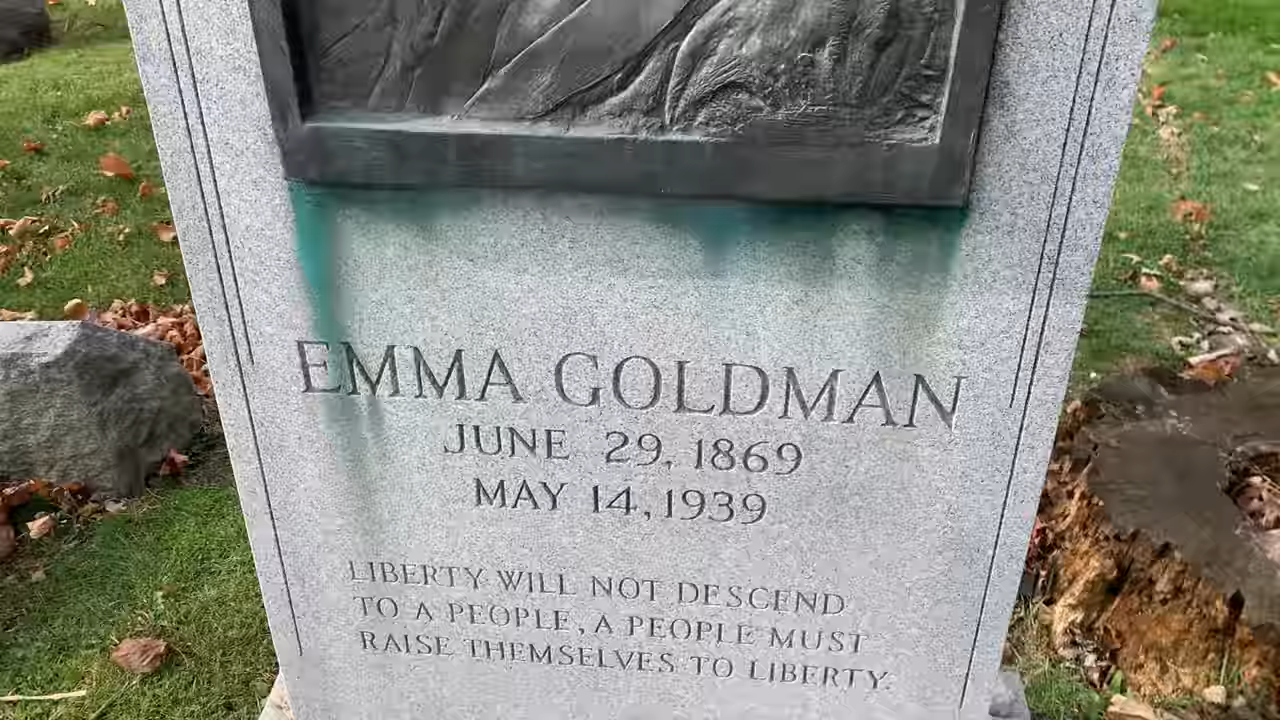 EMMA GOLDMAN
JUNE 29, 1869
MAY 14, 1939
LIBERTY WILL NOT DESCEND
TO A PEOPLE, A PEOPLE MUST
RAISE THEMSELVES TO LIBERTY.